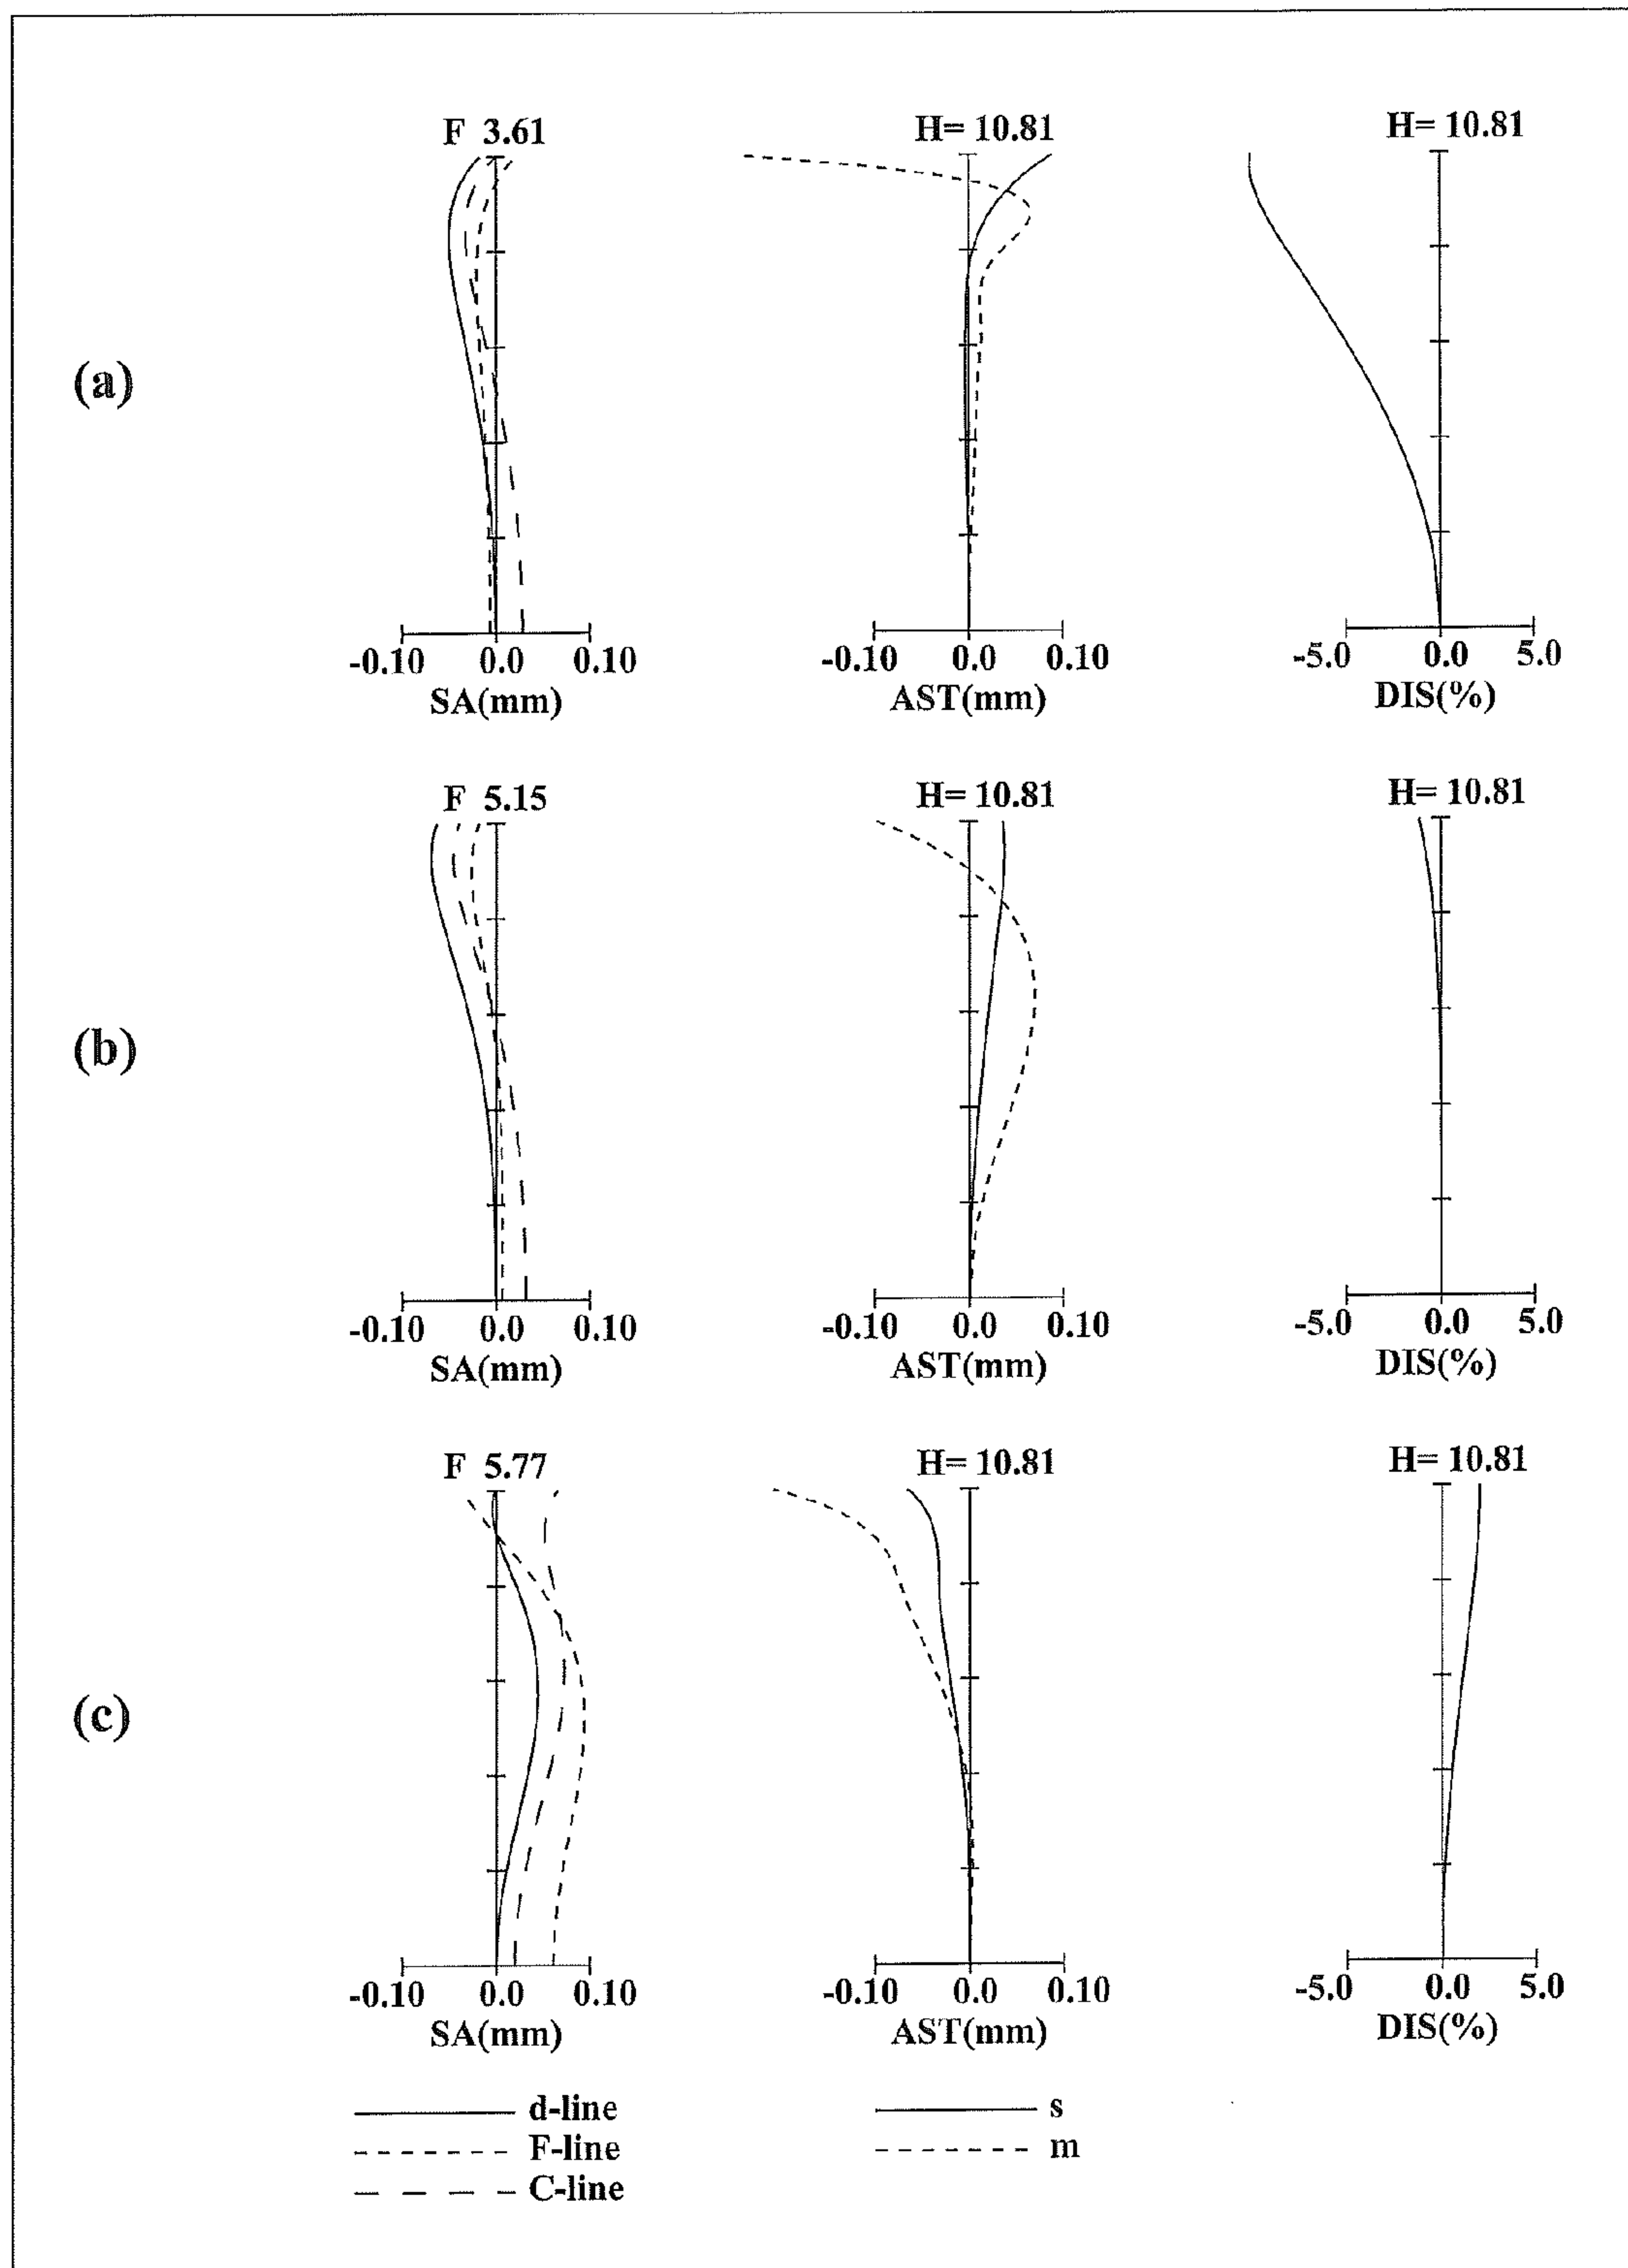 F 3.61 H= 10.81 H= 10.81
(a)
-0.10 0.0 0.10 -0.10 0.0 0.10 -5.0 0.0 5.0
SA(mm) AST(mm) DIS(%)
F 5.15 H= 10.81 H= 10.81
(b)
-0.10 0.0 0.10 -0.10 0.0 0.10 -5.0 0.0 5.0
SA(mm) AST(mm) DIS(%)
F 5.77 H= 10.81 H= 10.81
(c)
-0.10 0.0 0.10 -0.10 0.0 0.10 -5.0 0.0 5.0
SA(mm) AST(mm) DIS(%)
d-line s
F-line m
C-line